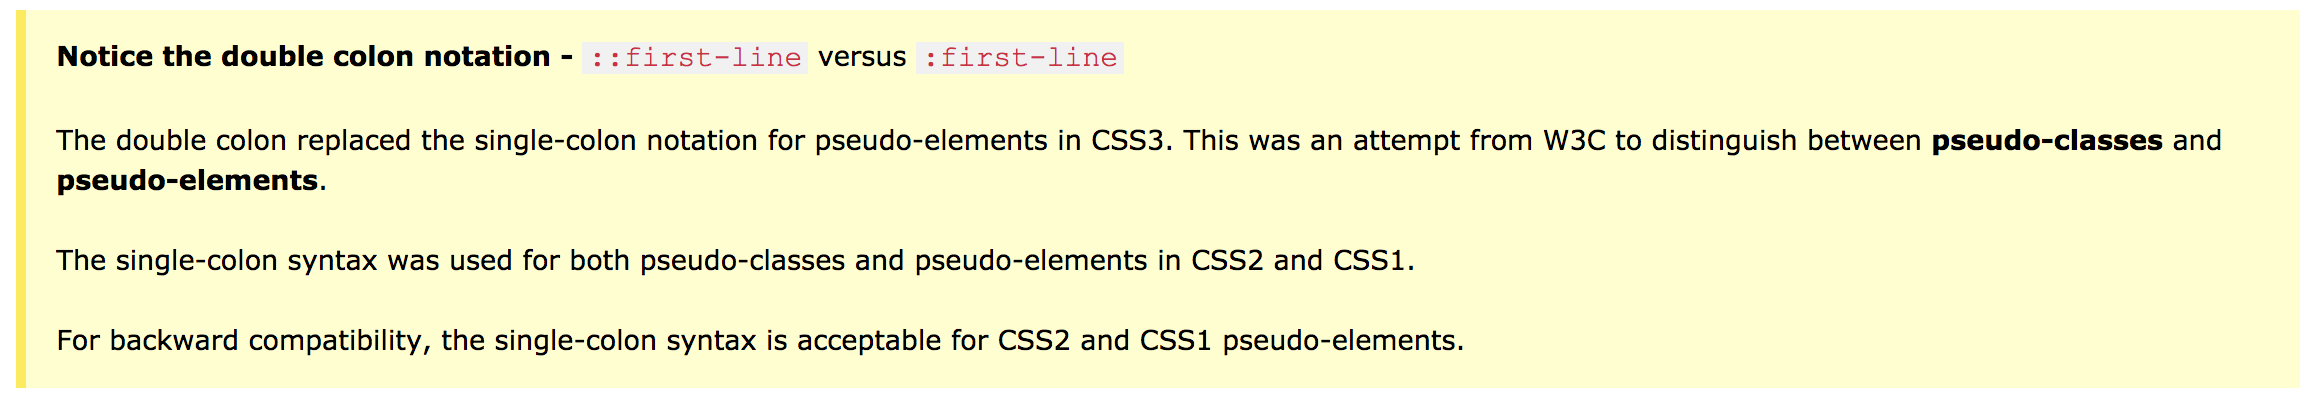 Notice the double colon notation - ::first-line versus :first-line
The double colon replaced the single-colon notation for pseudo-elements in CSS3. This was an attempt from W3C to distinguish between pseudo-classes and
pseudo-elements.
The single-colon syntax was used for both pseudo-classes and pseudo-elements in CSS2 and CSS1.
For backward compatibility, the single-colon syntax is acceptable for CSS2 and CSS1 pseudo-elements.